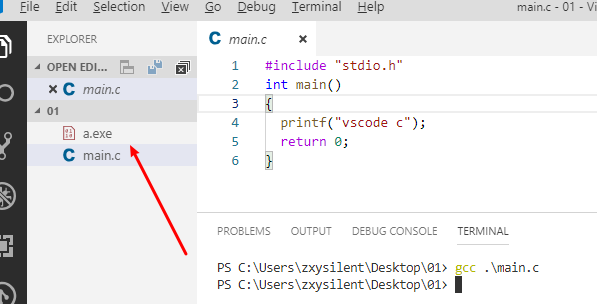 File Edit Selection View Go Debug Terminal Help
main.c - 01 - Vi
EXPLORER
OPEN EDI...
C main.c
01
a.exe
C main.c
C main.c
1 #include "stdio.h"
2 int main()
3 {
4 printf("vscode c");
5 return 0;
6 }
PROBLEMS OUTPUT DEBUG CONSOLE TERMINAL
PS C:\Users\zxysilent\Desktop\01> gcc .\main.c
PS C:\Users\zxysilent\Desktop\01>